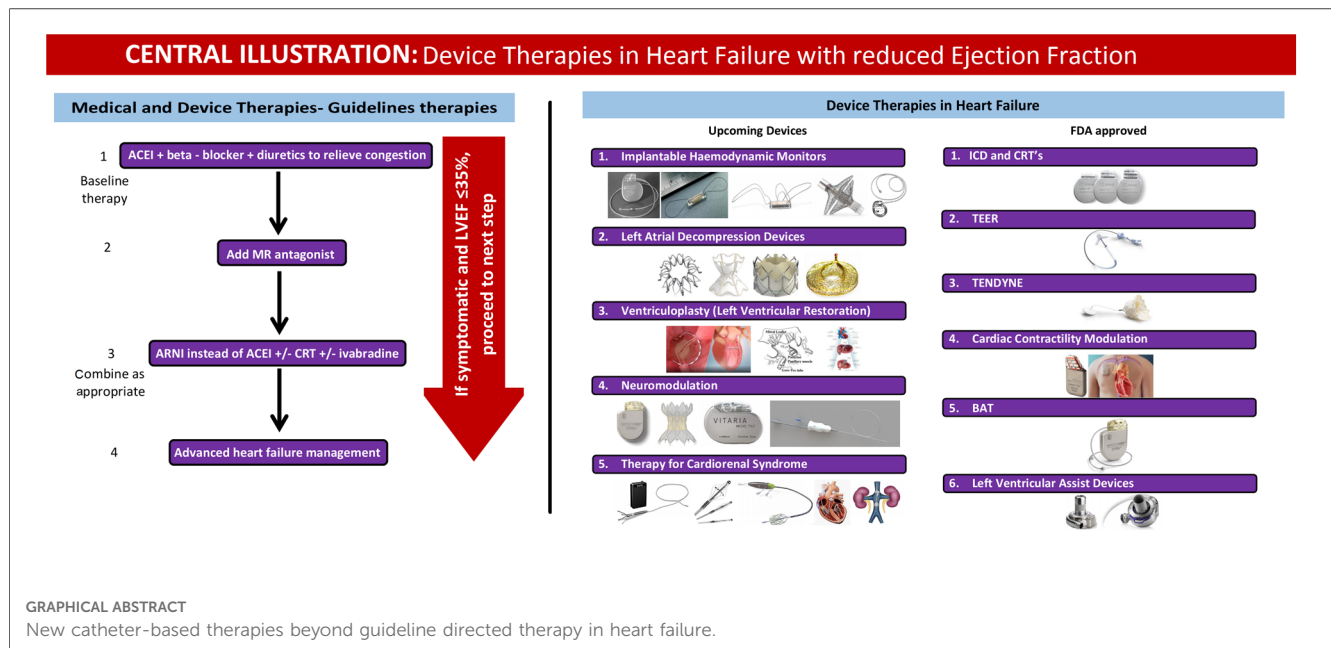 CENTRAL ILLUSTRATION: Device Therapies in Heart Failure with reduced Ejection Fraction
Medical and Device Therapies- Guidelines therapies
1
ACEI + beta - blocker + diuretics to relieve congestion
Baseline
therapy
2
Add MR antagonist
3
ARNI instead of ACEI +/- CRT +/- ivabradine
Combine as
appropriate
4
Advanced heart failure management
If symptomatic and LVEF ≤35%,
proceed to next step
Device Therapies in Heart Failure
Upcoming Devices
1. Implantable Haemodynamic Monitors
2. Left Atrial Decompression Devices
3. Ventriculoplasty (Left Ventricular Restoration)
4. Neuromodulation
VITARIA
5. Therapy for Cardiorenal Syndrome
FDA approved
1. ICD and CRT's
2. TEER
3. TENDYNE
4. Cardiac Contractility Modulation
5. BAT
6. Left Ventricular Assist Devices
GRAPHICAL ABSTRACT
New catheter-based therapies beyond guideline directed therapy in heart failure.